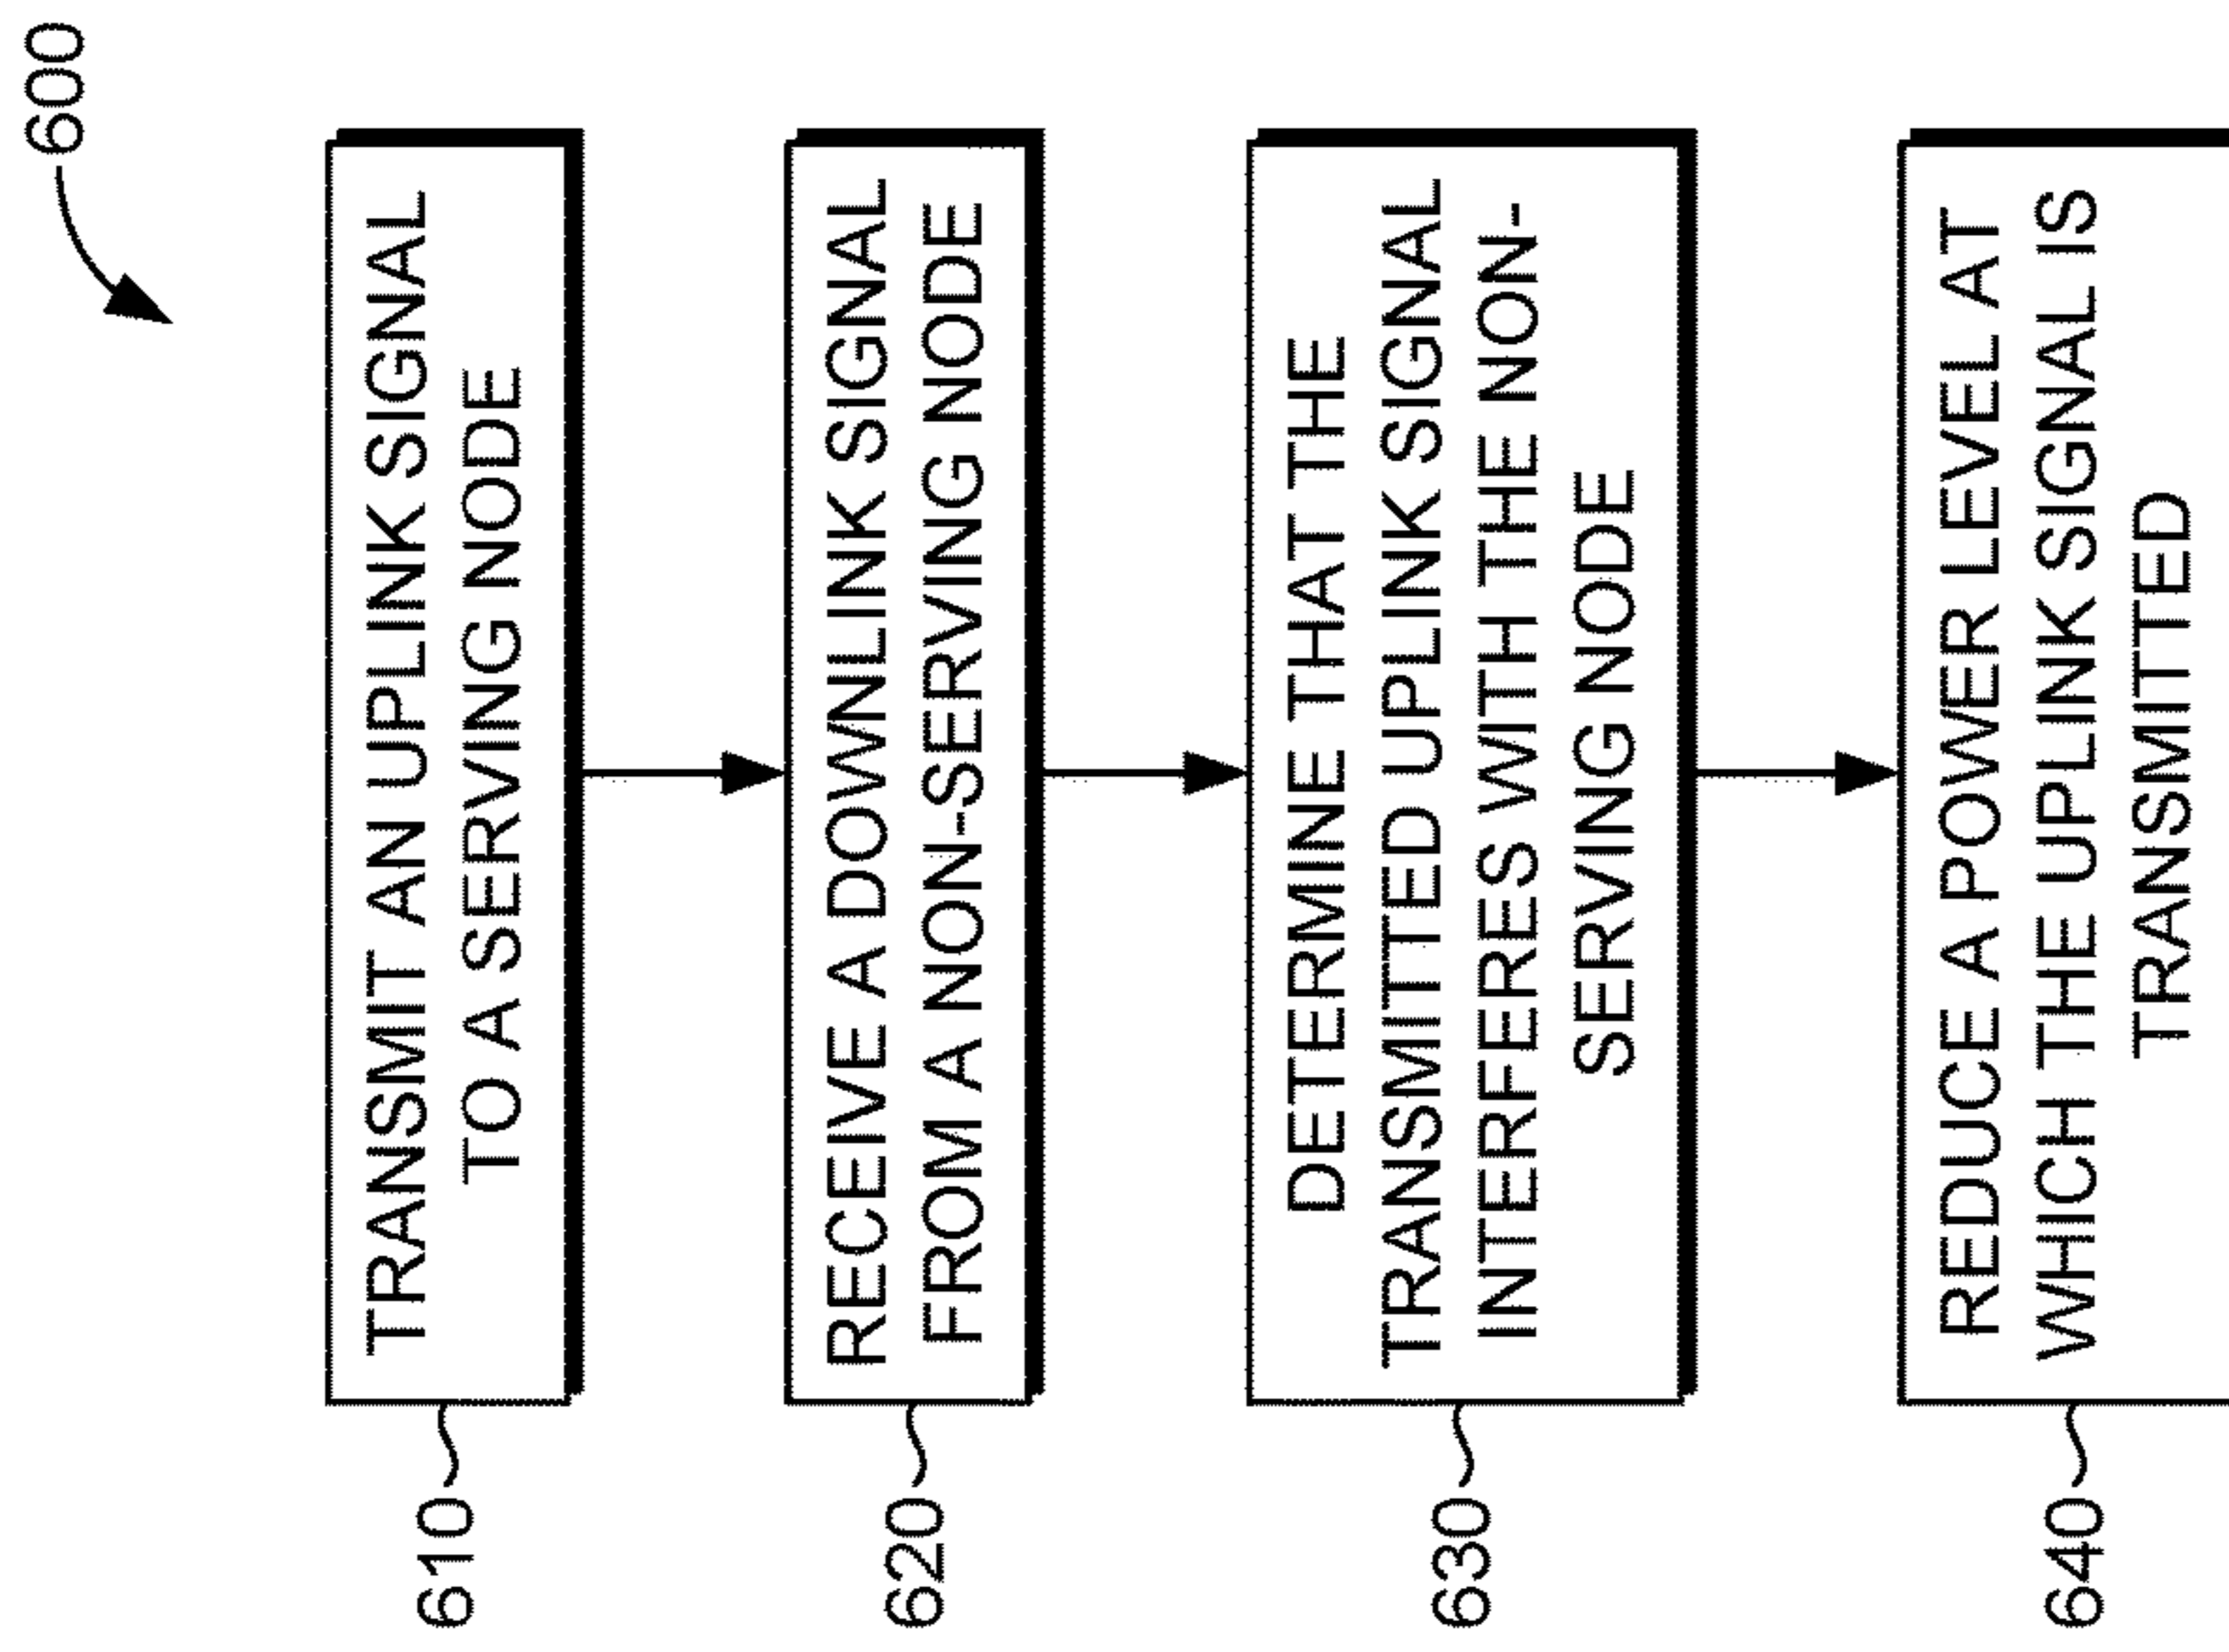 600
610
TRANSMIT AN UPLINK SIGNAL
TO A SERVING NODE
620
RECEIVE A DOWNLINK SIGNAL
FROM A NON-SERVING NODE
630
DETERMINE THAT THE
TRANSMITTED UPLINK SIGNAL
INTERFERES WITH THE NON-
SERVING NODE
640
REDUCE A POWER LEVEL AT
WHICH THE UPLINK SIGNAL IS
TRANSMITTED